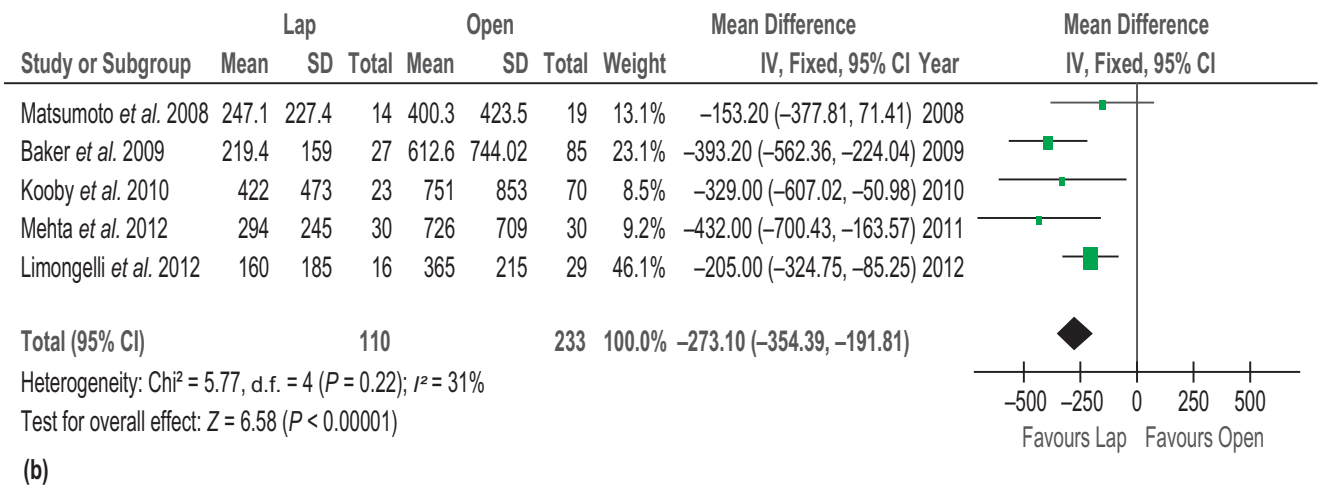 Lap Open Mean Difference Mean Difference
Study or Subgroup Mean SD Total Mean SD Total Weight IV, Fixed, 95% CI Year IV, Fixed, 95% CI
Matsumoto et al. 2008 247.1 227.4 14 400.3 423.5 19 13.1% –153.20 (–377.81, 71.41) 2008
Baker et al. 2009 219.4 159 27 612.6 744.02 85 23.1% –393.20 (–562.36, –224.04) 2009
Kooby et al. 2010 422 473 23 751 853 70 8.5% –329.00 (–607.02, –50.98) 2010
Mehta et al. 2012 294 245 30 726 709 30 9.2% –432.00 (–700.43, –163.57) 2011
Limongelli et al. 2012 160 185 16 365 215 29 46.1% –205.00 (–324.75, –85.25) 2012
Total (95% CI) 110 233 100.0% –273.10 (–354.39, –191.81)
Heterogeneity: Chi² = 5.77, d.f. = 4 (P = 0.22); I² = 31%
Test for overall effect: Z = 6.58 (P < 0.00001)
–500 –250 0 250 500
Favours Lap Favours Open
(b)